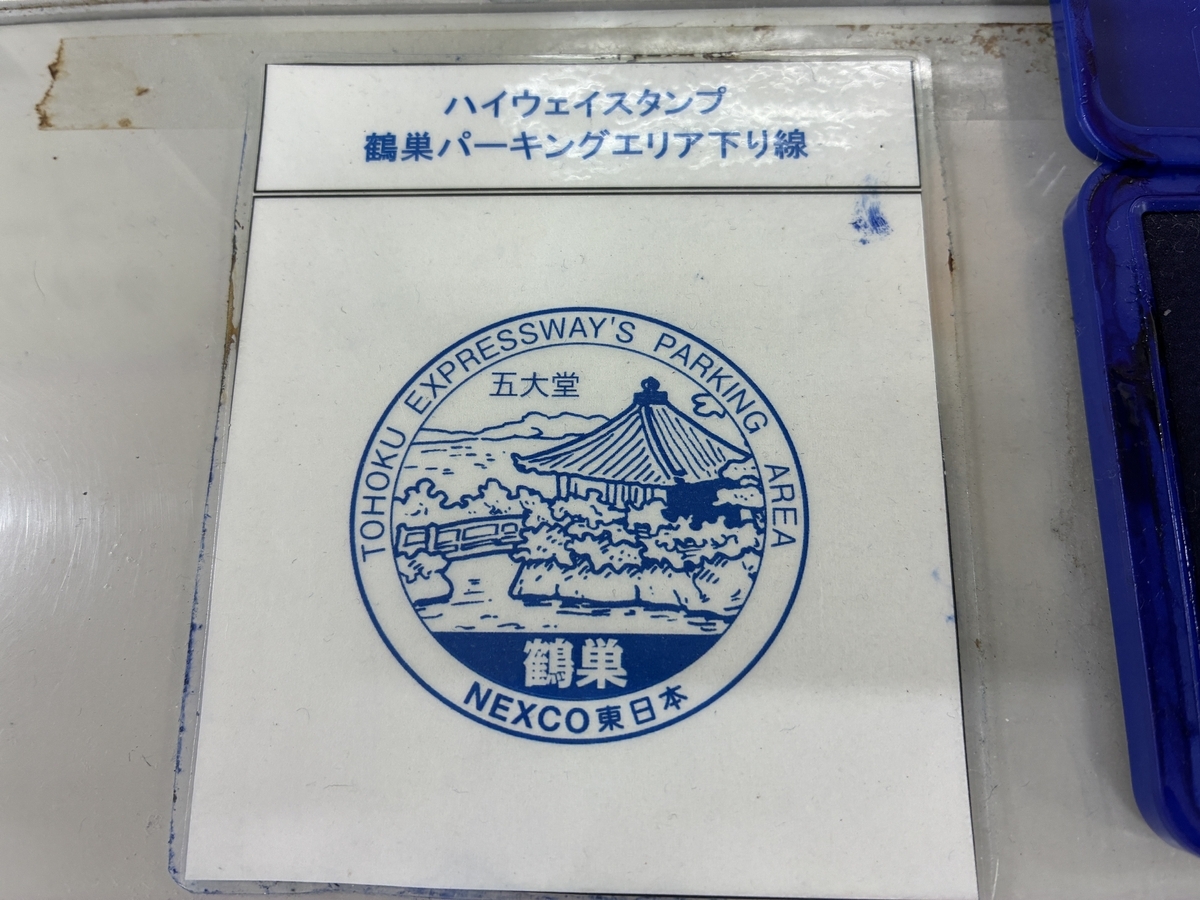 ハイウェイスタンプ
鶴巣パーキングエリア下り線
TOHOKU EXPRESSWAY'S PARKING AREA
五大堂
鶴巣
NEXCO東日本